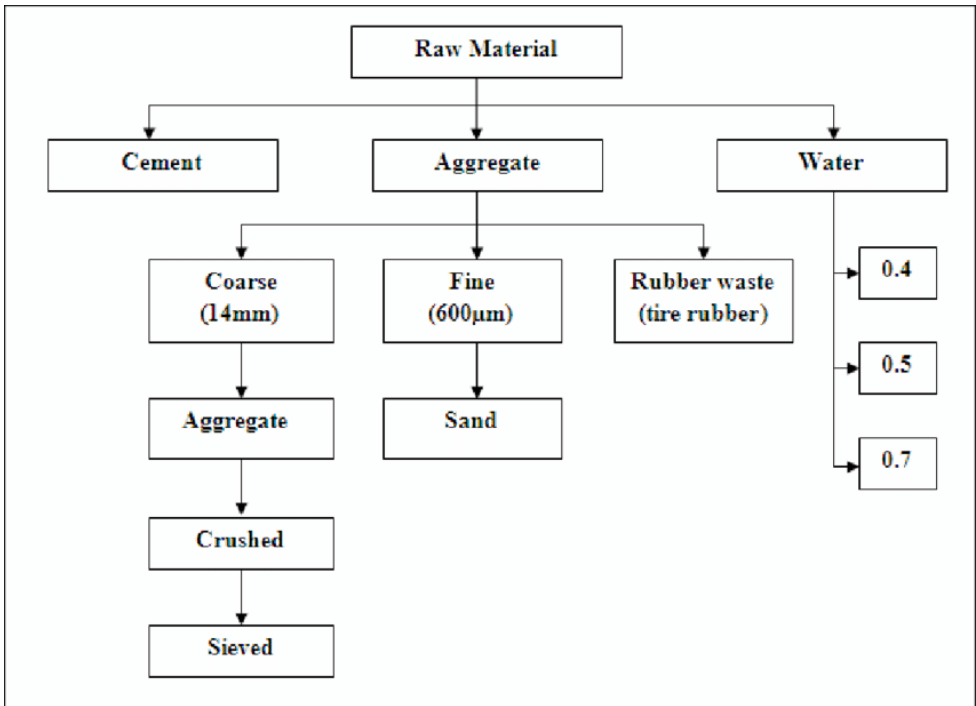 Raw Material
Cement
Aggregate
Water
Coarse
(14mm)
Fine
(600μm)
Rubber waste
(tire rubber)
0.4
0.5
0.7
Aggregate
Sand
Crushed
Sieved